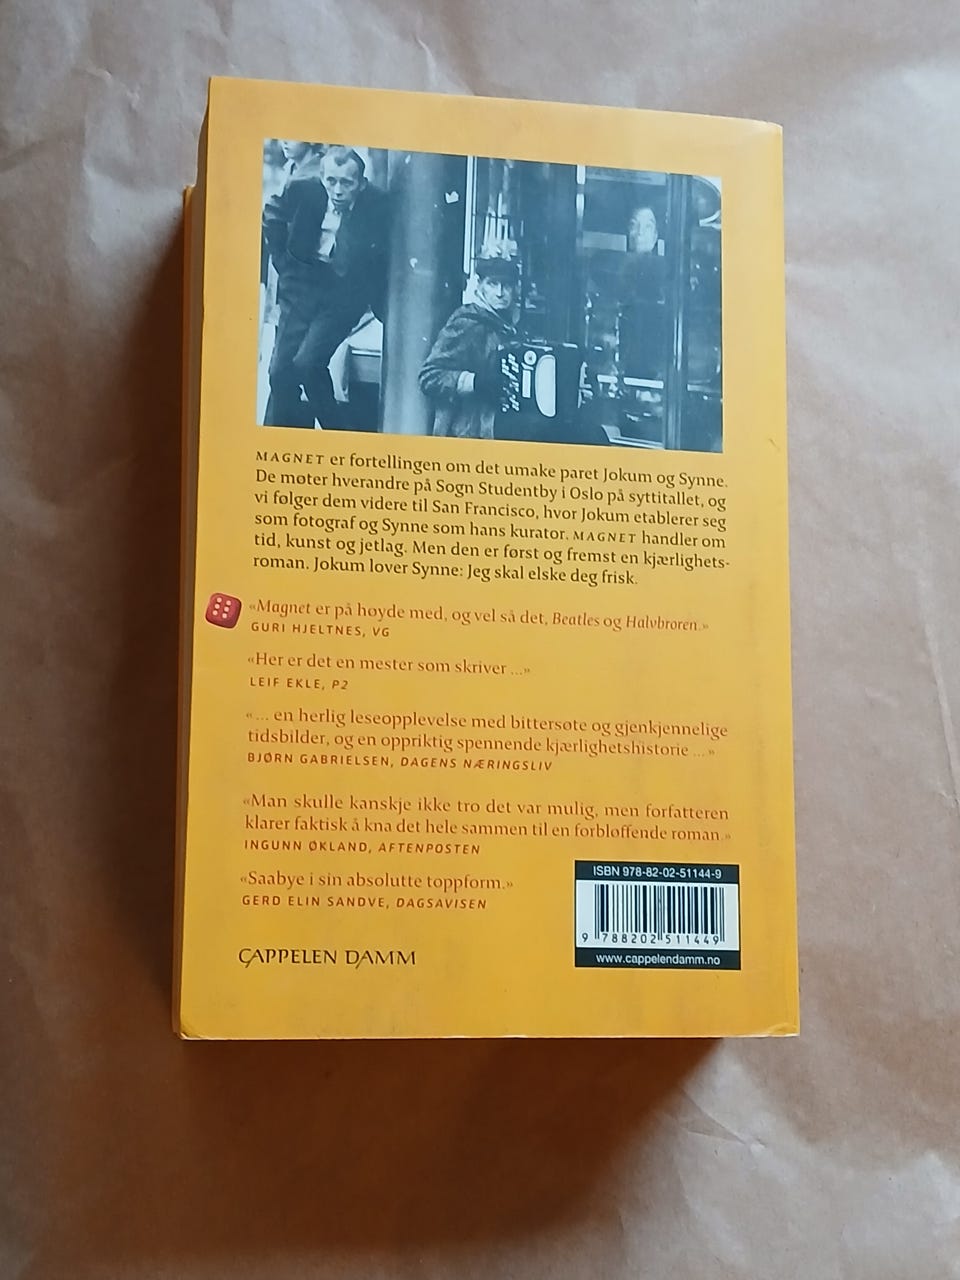 MAGNET er fortellingen om det umake paret Jokum og Synne.
De møter hverandre på Sogn Studentby i Oslo på syttitallet, og
vi følger dem videre til San Francisco, hvor Jokum etablerer seg
som fotograf og Synne som hans kurator. MAGNET handler om
tid, kunst og jetlag. Men den er først og fremst en kjærlighets-
roman. Jokum lover Synne: Jeg skal elske deg frisk.
«Magnet er på høyde med, og vel så det, Beatles og Halvbroren.»
GURI HJELTNES, VG
«Her er det en mester som skriver ...»
LEIF EKLE, P2
«... en herlig leseopplevelse med bittersøte og gjenkjennelige
tidsbilder, og en oppriktig spennende kjærlighetshistorie ...»
BJØRN GABRIELSEN, DAGENS NÆRINGSLIV
«Man skulle kanskje ikke tro det var mulig, men forfatteren
klarer faktisk å kna det hele sammen til en forbløffende roman.»
INGUNN ØKLAND, AFTENPOSTEN
«Saabye i sin absolutte toppform.»
GERD ELIN SANDVE, DAGSAVISEN
CAPPELEN DAMM
ISBN 978-82-02-51144-9
9 788202 511449
www.cappelendamm.no